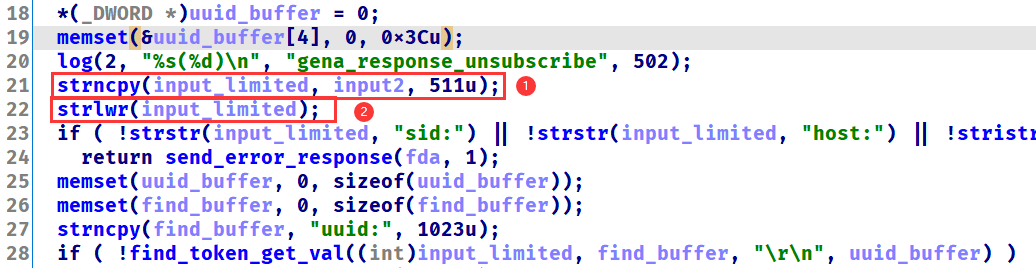 18 *(_DWORD *)uuid_buffer = 0;
19 memset(&uuid_buffer[4], 0, 0×3Cu);
20 log(2, "%s(%d)\n", "gena_response_unsubscribe", 502);
21 strncpy(input_limited, input2, 511u); 1
22 strlwr(input_limited); 2
23 if ( !strstr(input_limited, "sid:") || !strstr(input_limited, "host:") || !stristr
24 return send_error_response(fda, 1);
25 memset(uuid_buffer, 0, sizeof(uuid_buffer));
26 memset(find_buffer, 0, sizeof(find_buffer));
27 strncpy(find_buffer, "uuid:", 1023u);
28 if ( !find_token_get_val((int)input_limited, find_buffer, "\r\n", uuid_buffer) )